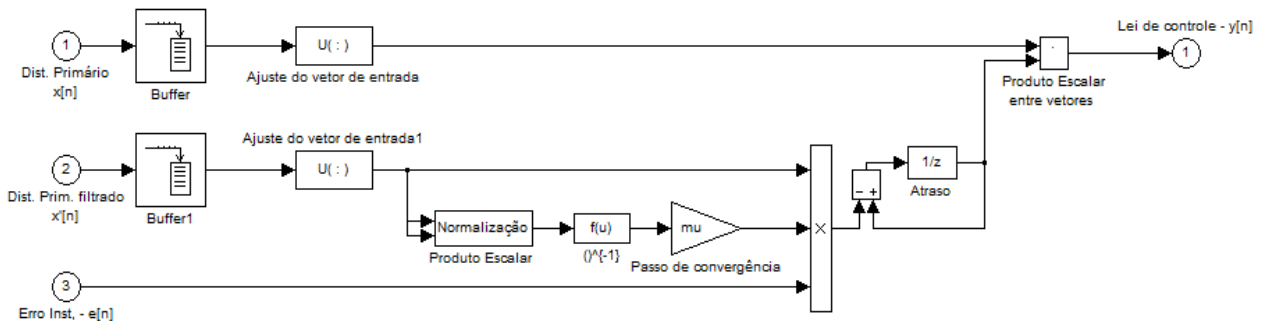 Lei de controle - y[n]
1
U( : )
.
1
Dist. Primário
x[n]
Buffer
Ajuste do vetor de entrada
Produto Escalar
entre vetores
Ajuste do vetor de entrada1
2
U( : )
1/z
Dist. Prim. filtrado
x'[n]
Buffer1
Atraso
- +
Normalização
f(u)
mu
×
Produto Escalar
()^{-1}
Passo de convergência
3
Erro Inst, - e[n]